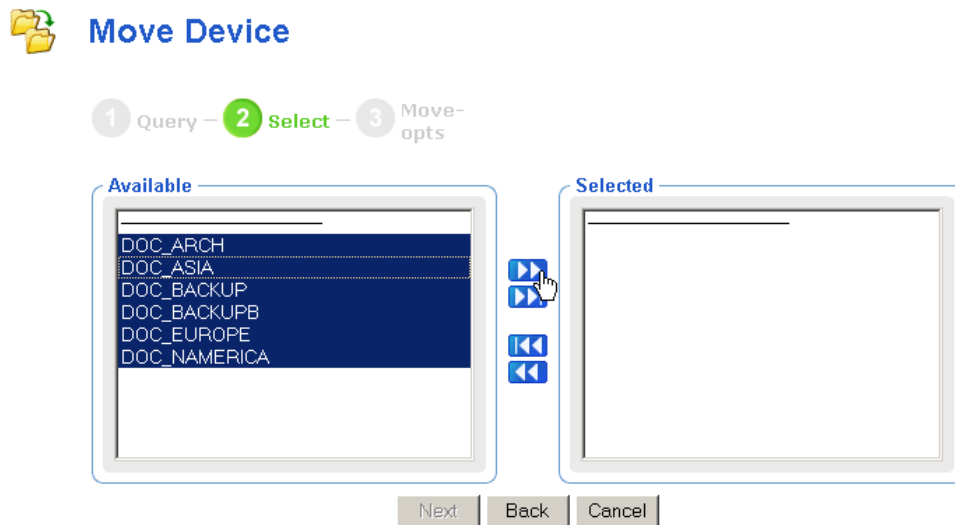 Move Device
1 Query – 2 Select – 3 Move-
opts
Available
DOC_ARCH
DOC_ASIA
DOC_BACKUP
DOC_BACKUPB
DOC_EUROPE
DOC_NAMERICA
Selected
Next Back Cancel